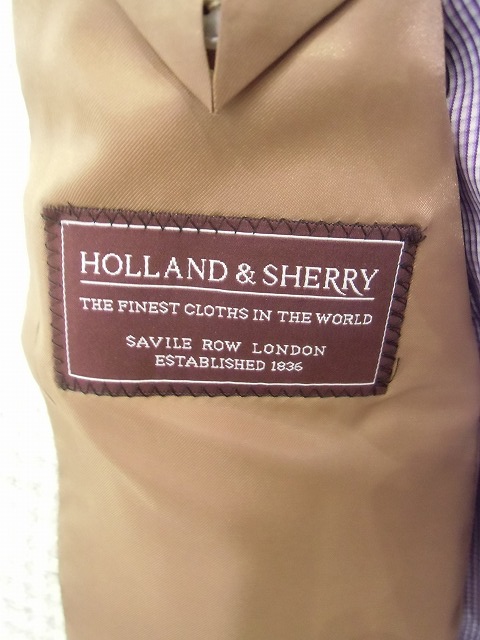 HOLLAND & SHERRY
THE FINEST CLOTHS IN THE WORLD
SAVILE ROW LONDON
ESTABLISHED 1836